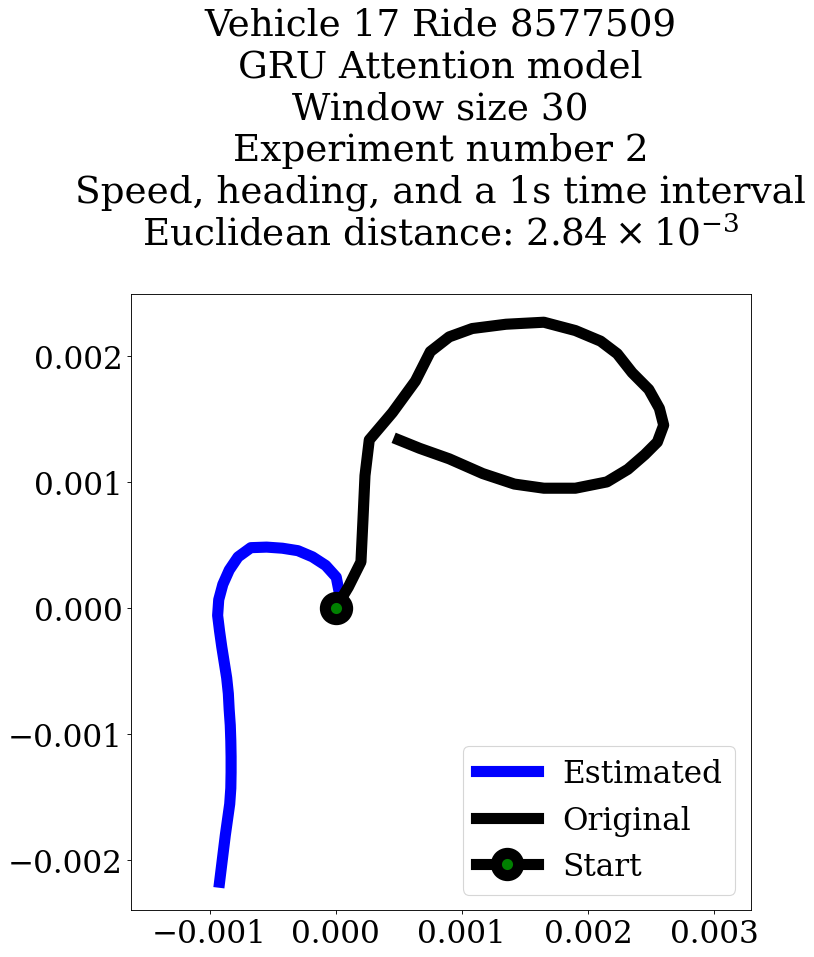 Vehicle 17 Ride 8577509
GRU Attention model
Window size 30
Experiment number 2
Speed, heading, and a 1s time interval
Euclidean distance: 2.84 × 10⁻³
0.002
0.001
0.000
−0.001
−0.002
Estimated
Original
Start
−0.001 0.000 0.001 0.002 0.003